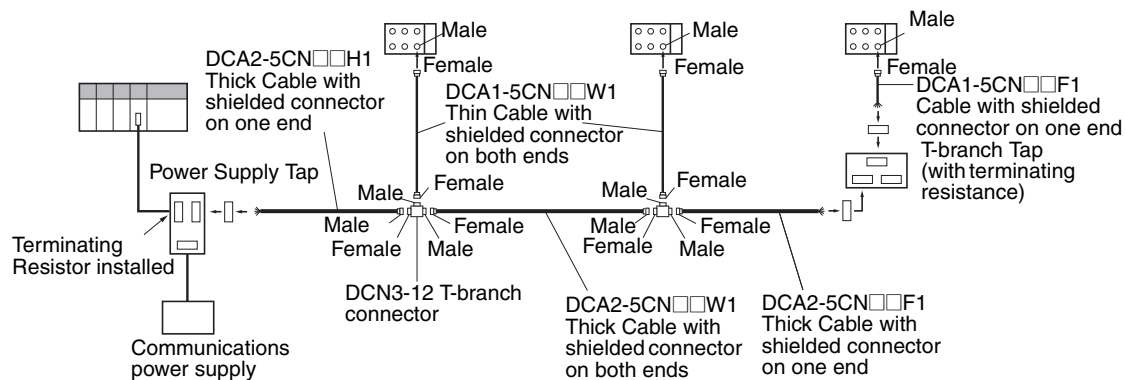 Male
Male
Male
DCA2-5CN□□H1
Thick Cable with
shielded connector
on one end
Female
Female
Female
DCA1-5CN□□W1
Thin Cable with
shielded connector
on both ends
DCA1-5CN□□F1
Cable with shielded
connector on one end
T-branch Tap
(with terminating
resistance)
Power Supply Tap
Male
Female
Male
Female
Male
Female
Female
Male
Male
Female
Female
Male
Terminating
Resistor installed
DCN3-12 T-branch
connector
DCA2-5CN□□W1
Thick Cable with
shielded connector
on both ends
DCA2-5CN□□F1
Thick Cable with
shielded connector
on one end
Communications
power supply